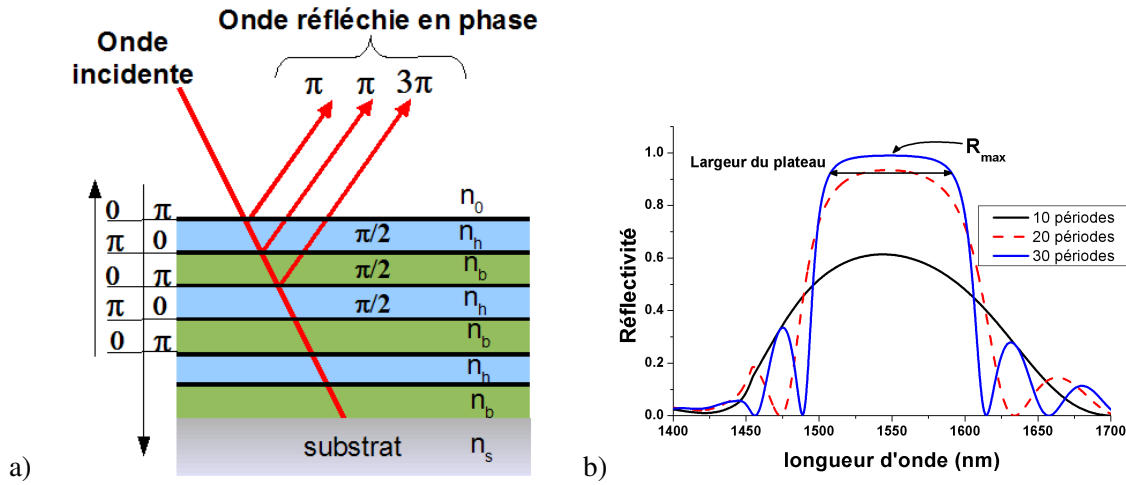 Onde réfléchie en phase
Onde
incidente
π π 3π
0 π n0
π 0 π/2 nh
0 π π/2 nb
π 0 π/2 nh
0 π nb
nh
nb
substrat ns
a)
Réflectivité
1.0
0.8
0.6
0.4
0.2
0.0
Largeur du plateau
Rmax
10 périodes
20 périodes
30 périodes
1400 1450 1500 1550 1600 1650 1700
longueur d'onde (nm)
b)